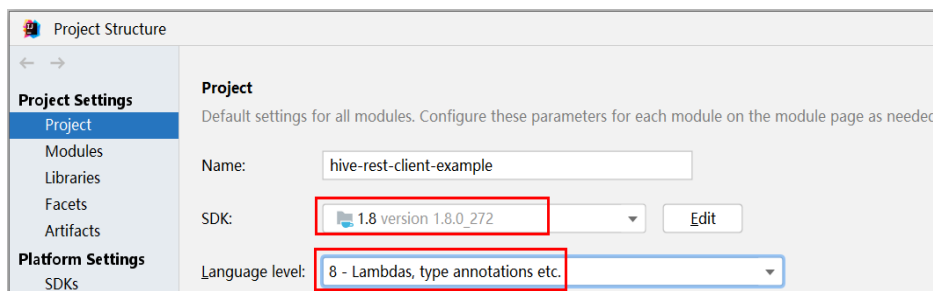 Project Structure
Project Settings
Project
Modules
Libraries
Facets
Artifacts
Platform Settings
SDKs
Project
Default settings for all modules. Configure these parameters for each module on the module page as needed
Name: hive-rest-client-example
SDK: 1.8 version 1.8.0_272 Edit
Language level: 8 - Lambdas, type annotations etc.